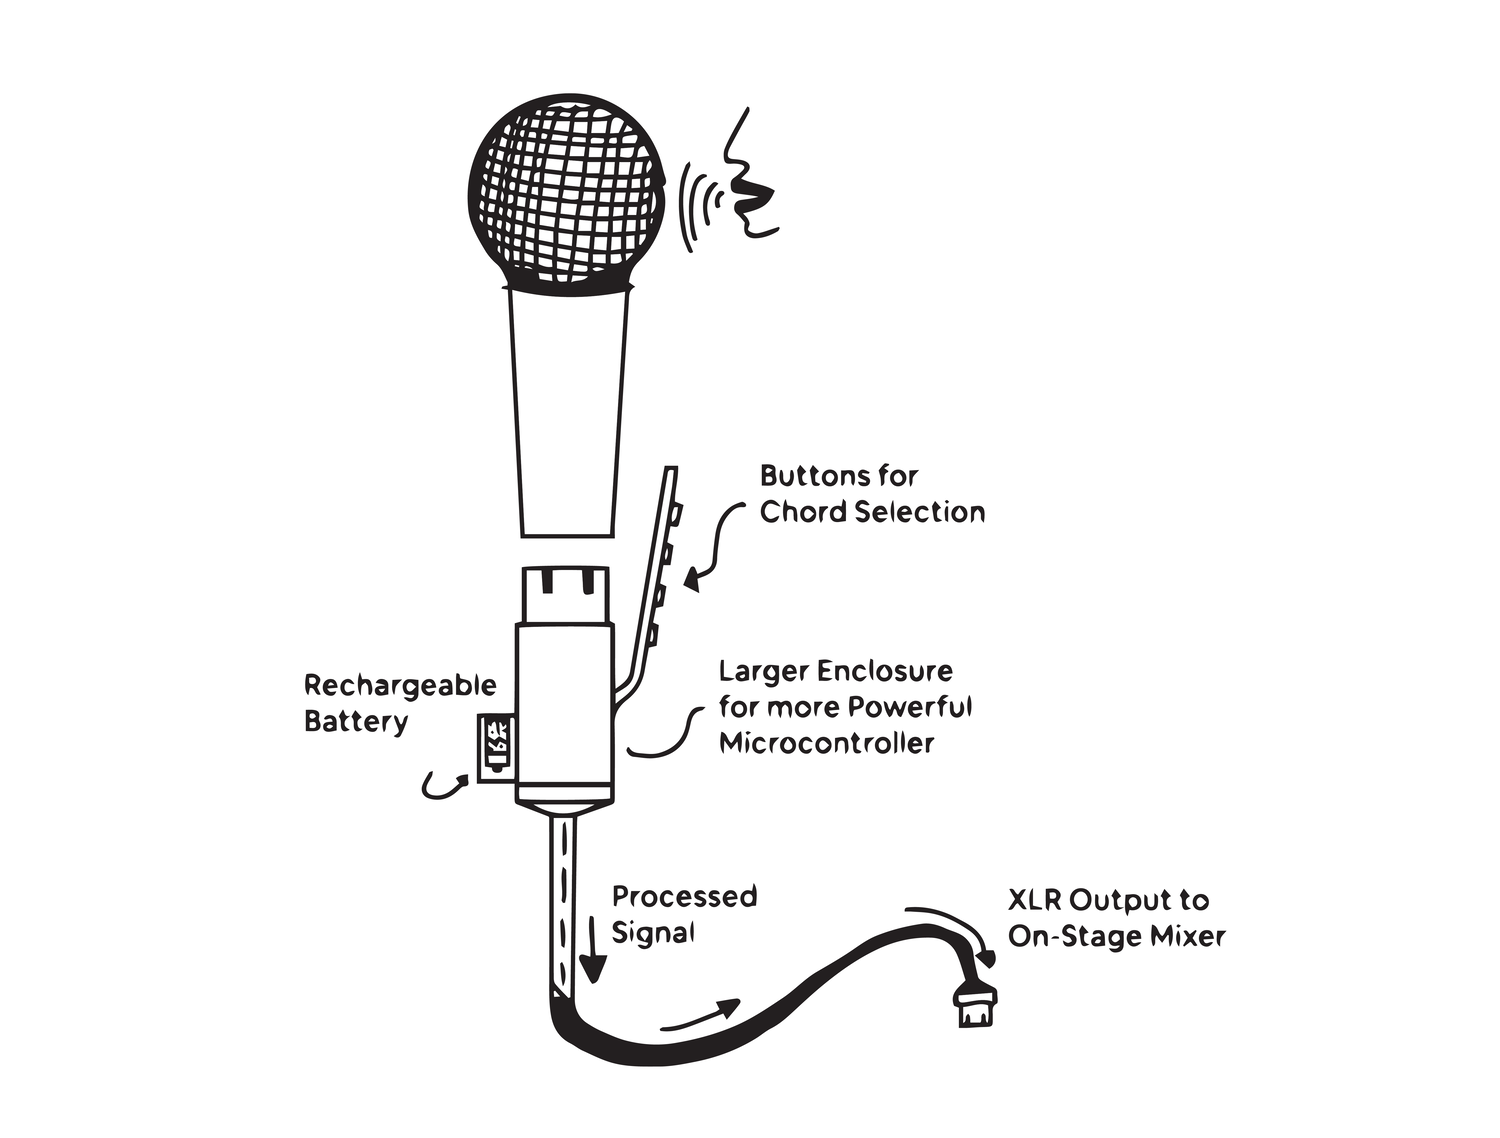 Buttons for
Chord Selection
Larger Enclosure
for more Powerful
Microcontroller
Rechargeable
Battery
Processed
Signal
XLR Output to
On-Stage Mixer